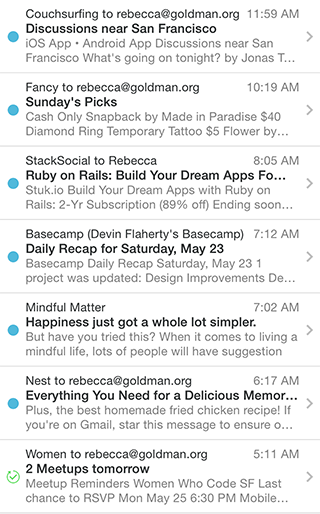 Couchsurfing to rebecca@goldman.org 11:59 AM
Discussions near San Francisco
iOS App • Android App Discussions near San
Francisco What's going on tonight? by Jonas T...
Fancy to rebecca@goldman.org 10:19 AM
Sunday's Picks
Cash Only Snapback by Made in Paradise $40
Diamond Ring Temporary Tattoo $5 Flower by...
StackSocial to Rebecca 8:05 AM
Ruby on Rails: Build Your Dream Apps Fo...
Stuk.io Build Your Dream Apps with Ruby on
Rails: 2-Yr Subscription (89% off) Ending soon...
Basecamp (Devin Flaherty's Basecamp) 7:12 AM
Daily Recap for Saturday, May 23
Basecamp Daily Recap Saturday, May 23 1
project was updated: Design Improvements De...
Mindful Matter 7:02 AM
Happiness just got a whole lot simpler.
But have you tried this? When it comes to living a
mindful life, lots of people will have suggestion
Nest to rebecca@goldman.org 6:17 AM
Everything You Need for a Delicious Memor...
Plus, the best homemade fried chicken recipe! If
you're on Gmail, star this message to ensure o...
Women to rebecca@goldman.org 5:11 AM
2 Meetups tomorrow
Meetup Reminders Women Who Code SF Last
chance to RSVP Mon May 25 6:30 PM Mobile...